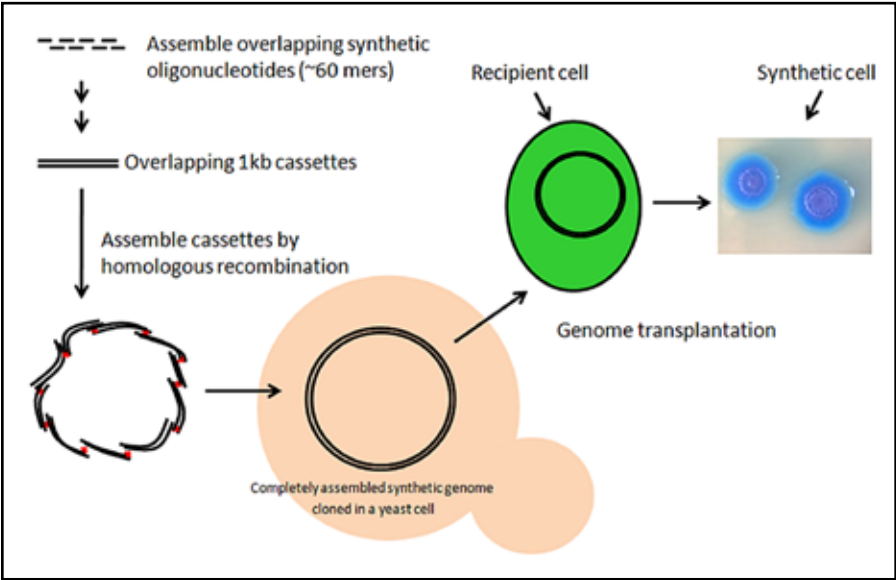 Assemble overlapping synthetic
oligonucleotides (~60 mers)
Overlapping 1kb cassettes
Assemble cassettes by
homologous recombination
Completely assembled synthetic genome
cloned in a yeast cell
Recipient cell
Genome transplantation
Synthetic cell